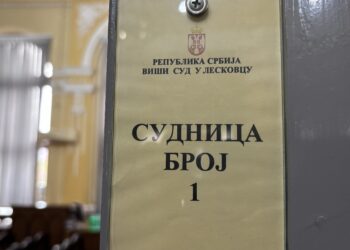 РЕПУБЛИКА СРБИЈА
ВИШИ СУД У ЛЕСКОВЦУ
СУДНИЦА
БРОЈ
1